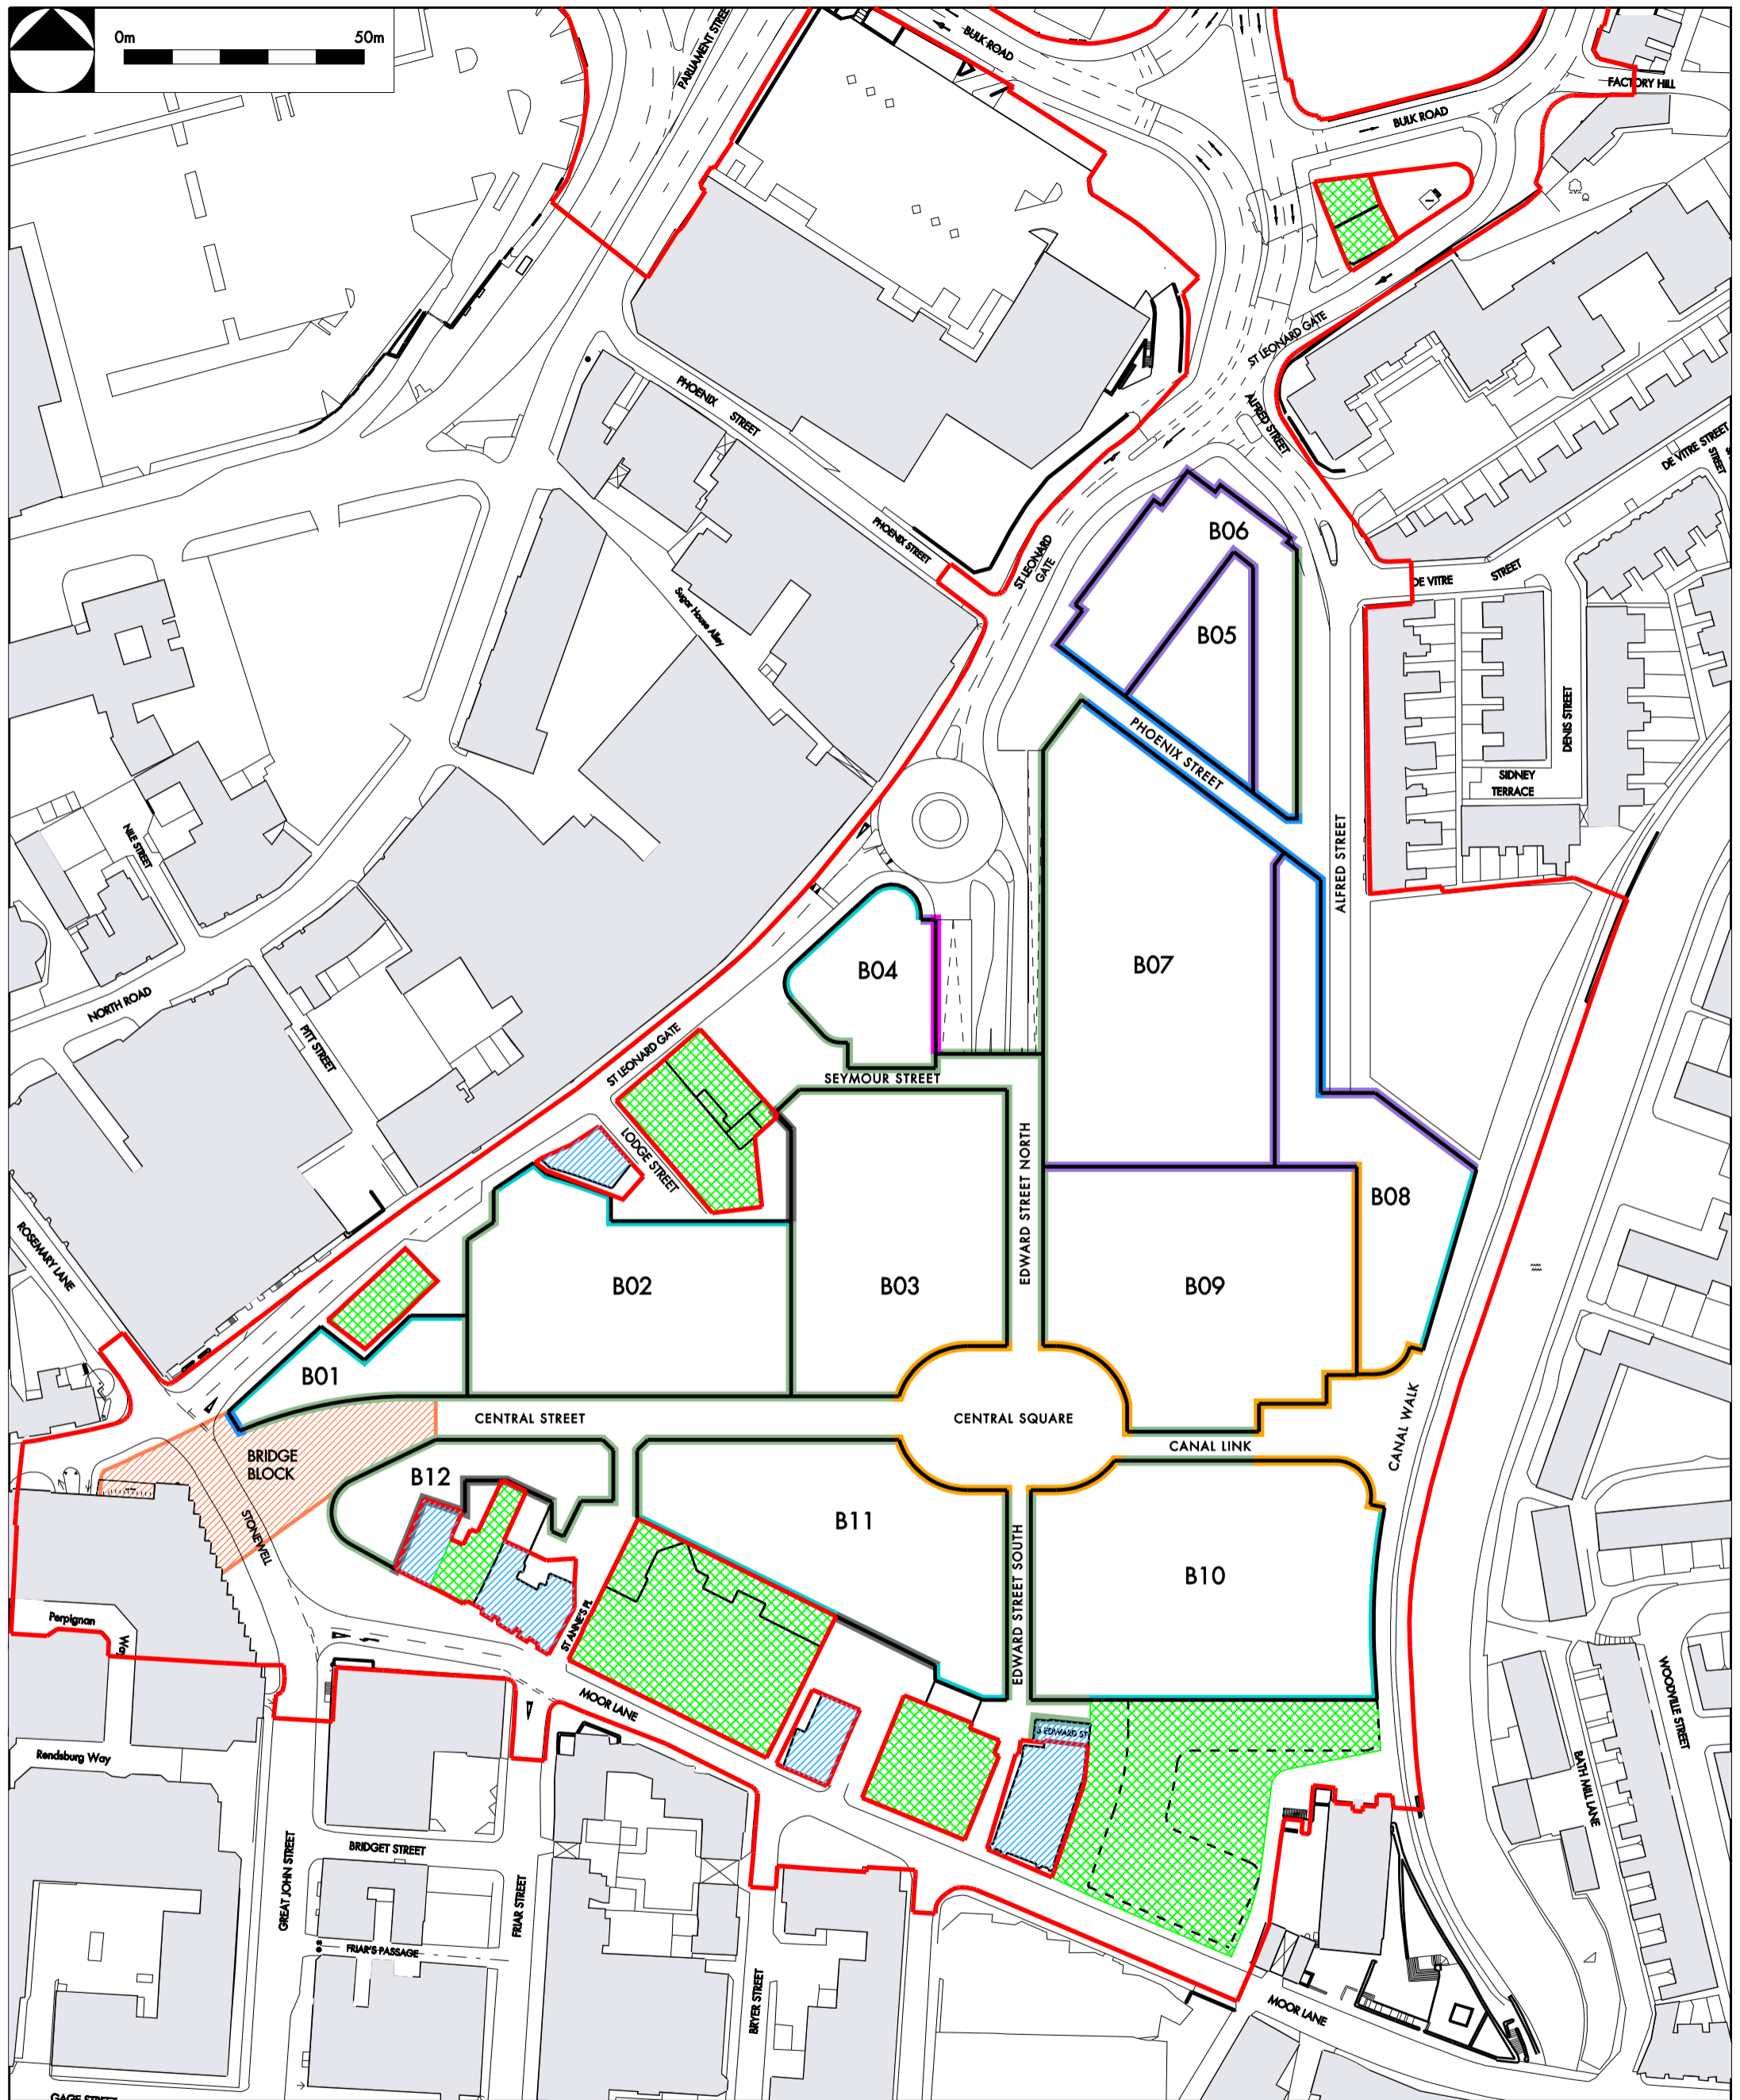 0m
50m
PARLIAMENT STREET
BULK ROAD
FACTORY HILL
BULK ROAD
ST LEONARD GATE
ALFRED STREET
DE VITRE STREET
STREET
PHOENIX
STREET
PHOENIX STREET
ST LEONARD
GATE
B06
DE VITRE
STREET
Sugar House Alley
B05
DENIS STREET
PHOENIX STREET
SIDNEY
TERRACE
NILE STREET
ALFRED STREET
B04
B07
NORTH ROAD
PITT STREET
ST LEONARD GATE
SEYMOUR STREET
LODGE STREET
EDWARD STREET NORTH
B08
ROSEMARY LANE
B02
B03
B09
B01
CENTRAL STREET
CENTRAL SQUARE
CANAL LINK
CANAL WALK
BRIDGE
BLOCK
B12
B11
STONEWELL
EDWARD STREET SOUTH
B10
Perpignan
Way
ST ANNE'S PL
MOOR LANE
S EDWARD ST
WOODVILLE STREET
Rendsburg Way
BATH MILL LANE
BRIDGET STREET
GREAT JOHN STREET
FRIAR STREET
FRIAR'S PASSAGE
BRYER STREET
MOOR LANE
GAGE STREET